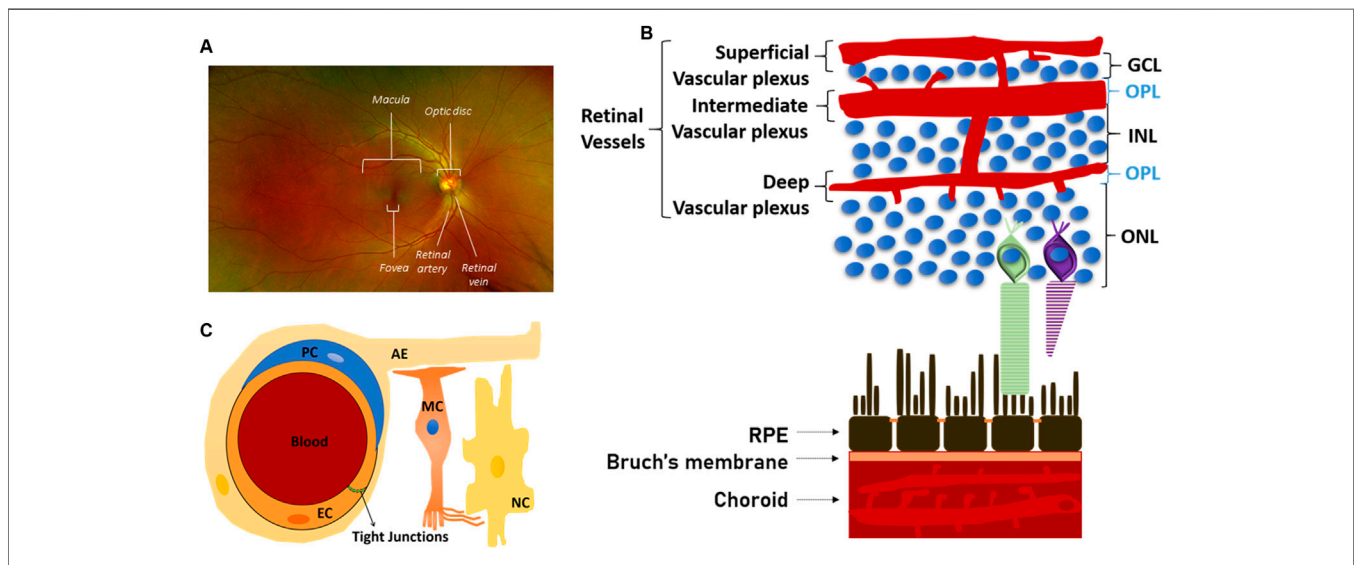 A
Macula
Optic disc
Fovea
Retinal
artery
Retinal
vein
B
Retinal
Vessels
Superficial
Vascular plexus
Intermediate
Vascular plexus
Deep
Vascular plexus
GCL
OPL
INL
OPL
ONL
RPE
Bruch's membrane
Choroid
C
PC
AE
MC
Blood
EC
NC
Tight Junctions